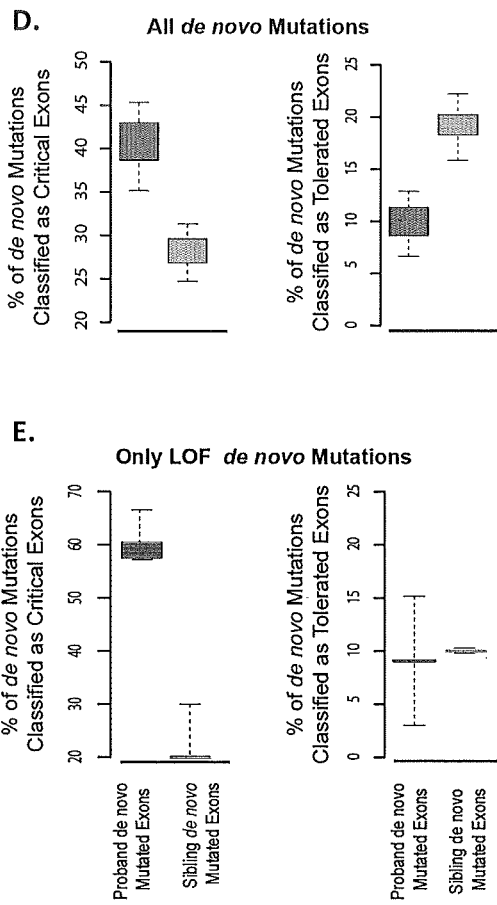 D.
All de novo Mutations
% of de novo Mutations
Classified as Critical Exons
50
45
40
35
30
25
20
% of de novo Mutations
Classified as Tolerated Exons
25
20
15
10
5
0
E.
Only LOF de novo Mutations
% of de novo Mutations
Classified as Critical Exons
70
60
50
40
30
20
Proband de novo
Mutated Exons
Sibling de novo
Mutated Exons
% of de novo Mutations
Classified as Tolerated Exons
25
20
15
10
5
0
Proband de novo
Mutated Exons
Sibling de novo
Mutated Exons